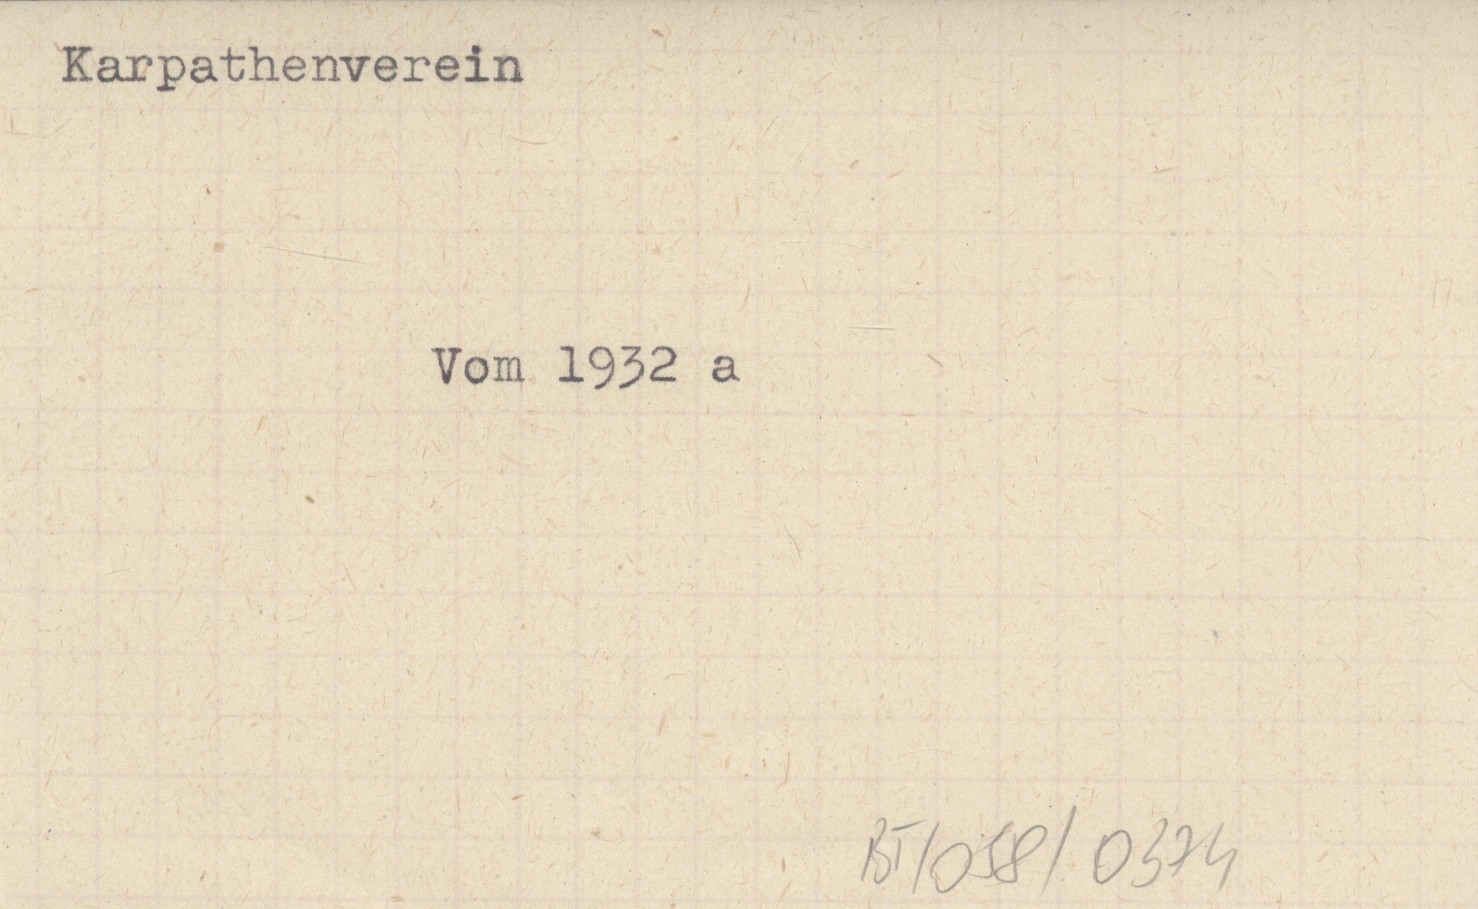 Karpathenverein
Vom 1932 a
BT/058/0374